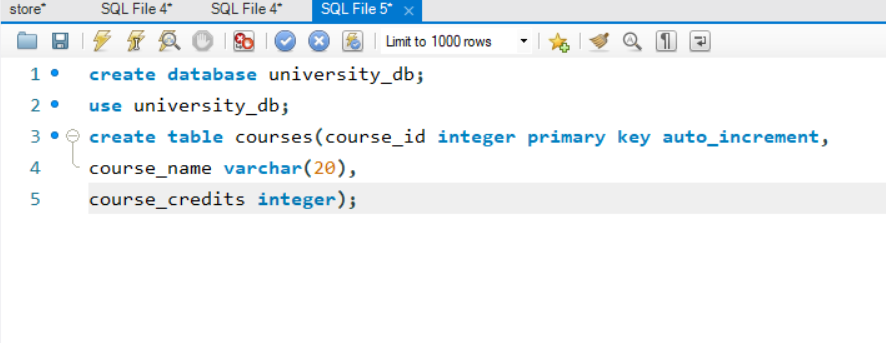 store* SQL File 4* SQL File 4* SQL File 5*
Limit to 1000 rows
1 create database university_db;
2 use university_db;
3 create table courses(course_id integer primary key auto_increment,
4 course_name varchar(20),
5 course_credits integer);